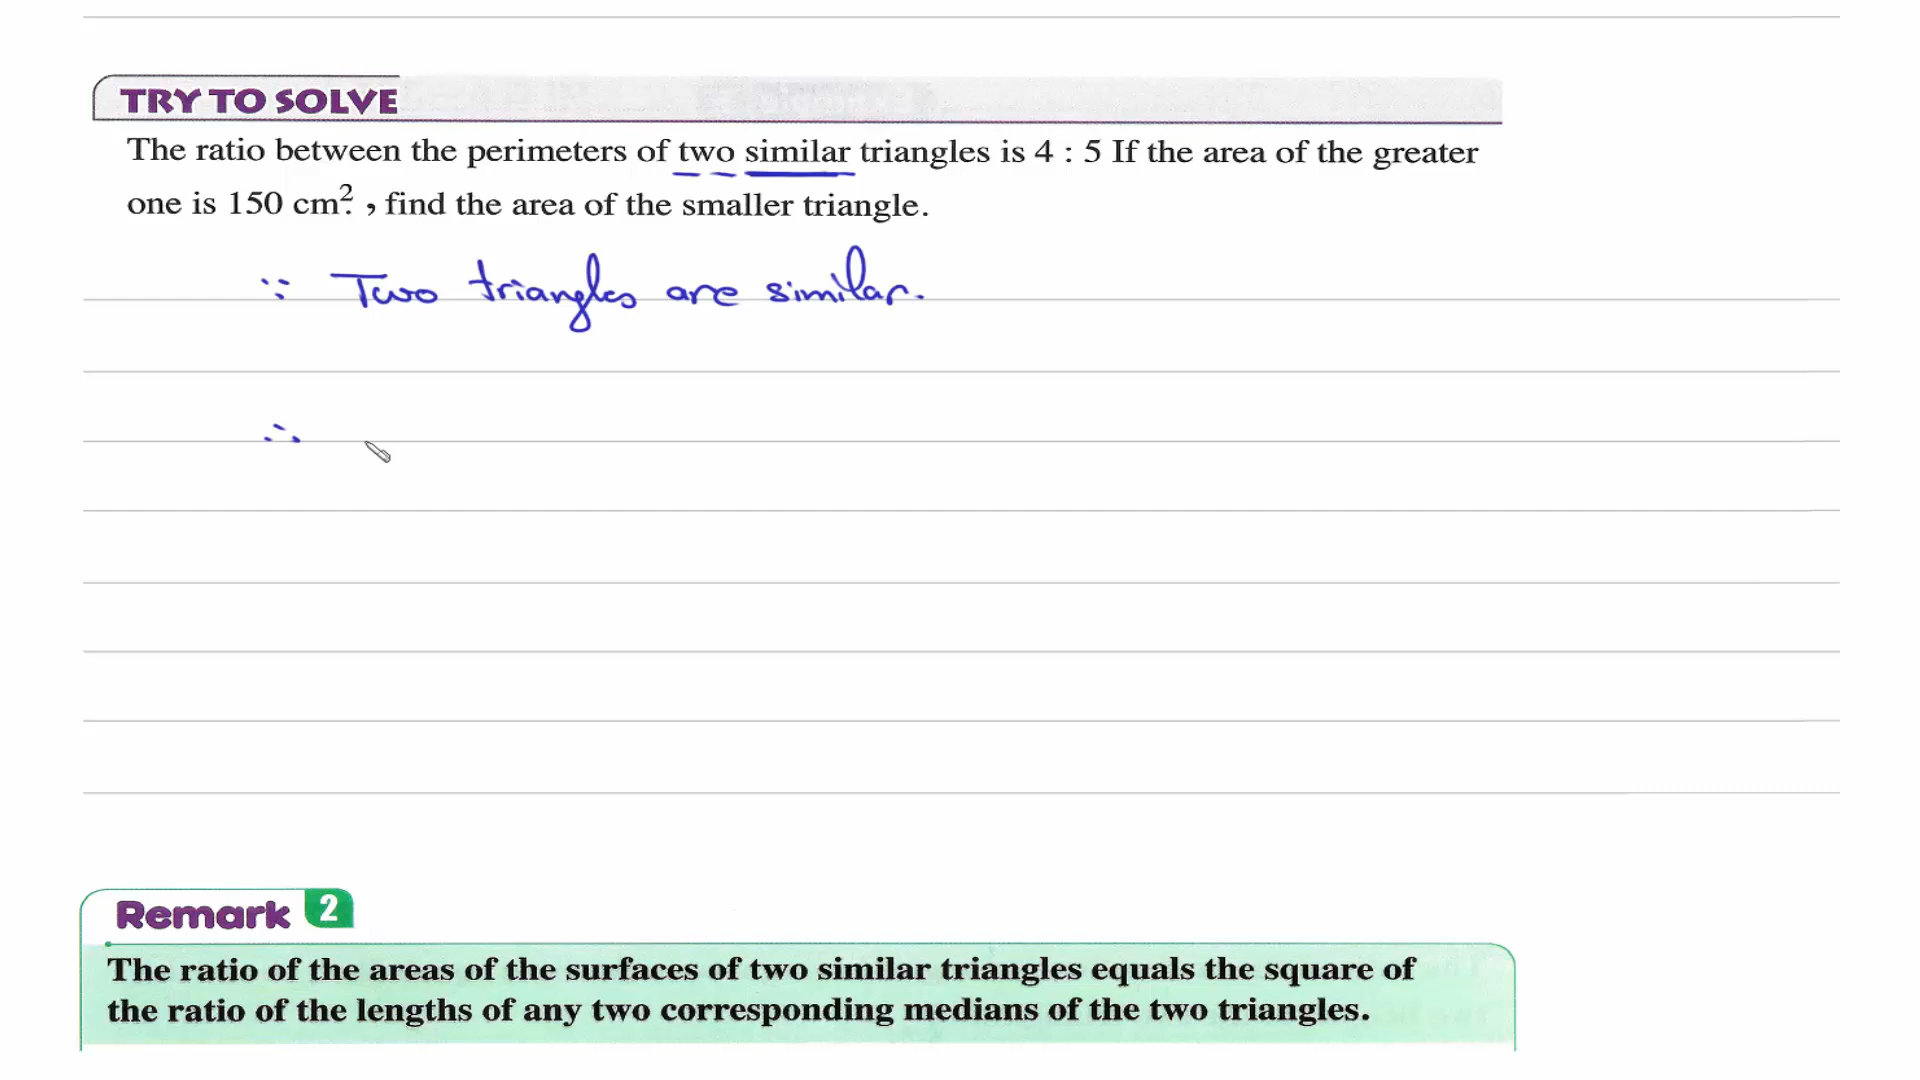 TRY TO SOLVE
The ratio between the perimeters of two similar triangles is 4 : 5 If the area of the greater
one is 150 cm². , find the area of the smaller triangle.
∵ Two triangles are similar.
∴
Remark 2
The ratio of the areas of the surfaces of two similar triangles equals the square of
the ratio of the lengths of any two corresponding medians of the two triangles.